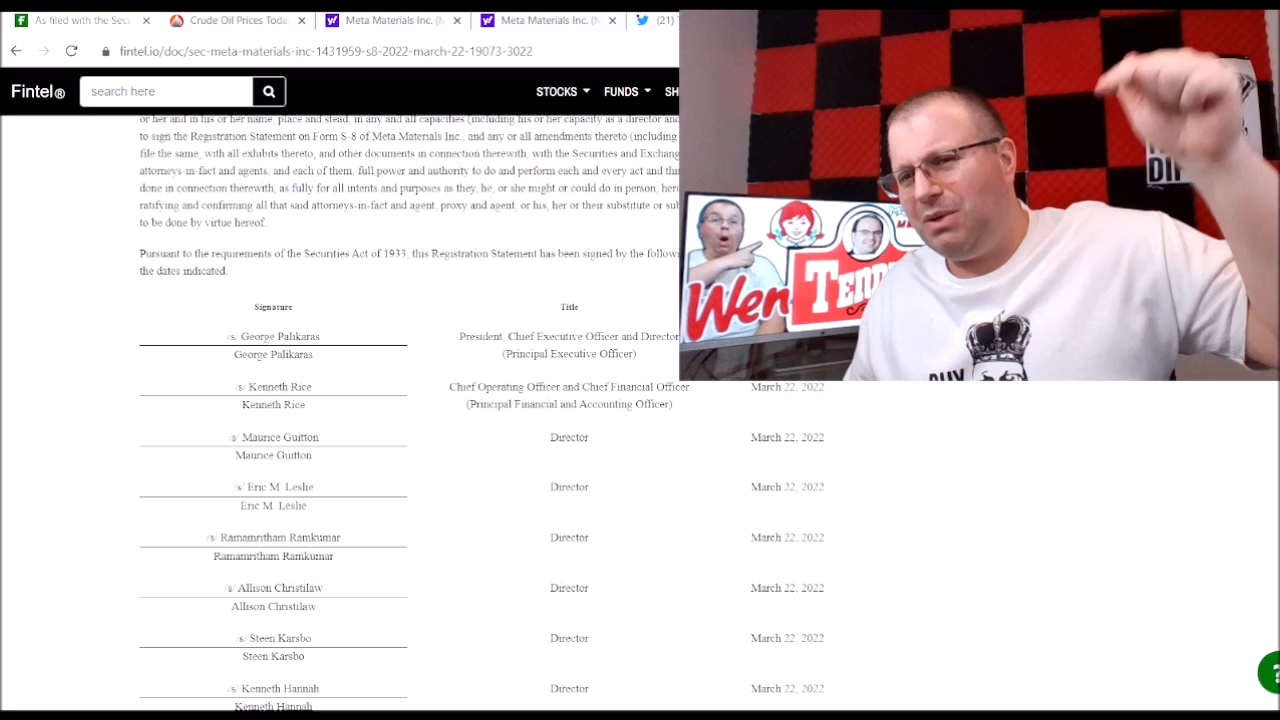 As filed with the Secu
Crude Oil Prices Toda
Meta Materials Inc. (M
Meta Materials Inc. (M
(21)
fintel.io/doc/sec-meta-materials-inc-1431959-s8-2022-march-22-19073-3022
Fintel®
search here
STOCKS
FUNDS
SH
or her and in his or her name, place and stead, in any and all capacities (including his or her capacity as a director and
to sign the Registration Statement on Form S-8 of Meta Materials Inc., and any or all amendments thereto (including
file the same, with all exhibits thereto, and other documents in connection therewith, with the Securities and Exchang
attorneys-in-fact and agents, and each of them, full power and authority to do and perform each and every act and thi
done in connection therewith, as fully for all intents and purposes as they, he, or she might or could do in person, her
ratifying and confirming all that said attorneys-in-fact and agent, proxy and agent, or his, her or their substitute or sub
to be done by virtue hereof.
Pursuant to the requirements of the Securities Act of 1933, this Registration Statement has been signed by the follow
the dates indicated.
Signature Title
/s/ George Palikaras President, Chief Executive Officer and Director
George Palikaras (Principal Executive Officer)
/s/ Kenneth Rice Chief Operating Officer and Chief Financial Officer March 22, 2022
Kenneth Rice (Principal Financial and Accounting Officer)
/s/ Maurice Guitton Director March 22, 2022
Maurice Guitton
/s/ Eric M. Leslie Director March 22, 2022
Eric M. Leslie
/s/ Ramamritham Ramkumar Director March 22, 2022
Ramamritham Ramkumar
/s/ Allison Christilaw Director March 22, 2022
Allison Christilaw
/s/ Steen Karsbo Director March 22, 2022
Steen Karsbo
/s/ Kenneth Hannah Director March 22, 2022
Kenneth Hannah
Wen
TEND
BUY
DI